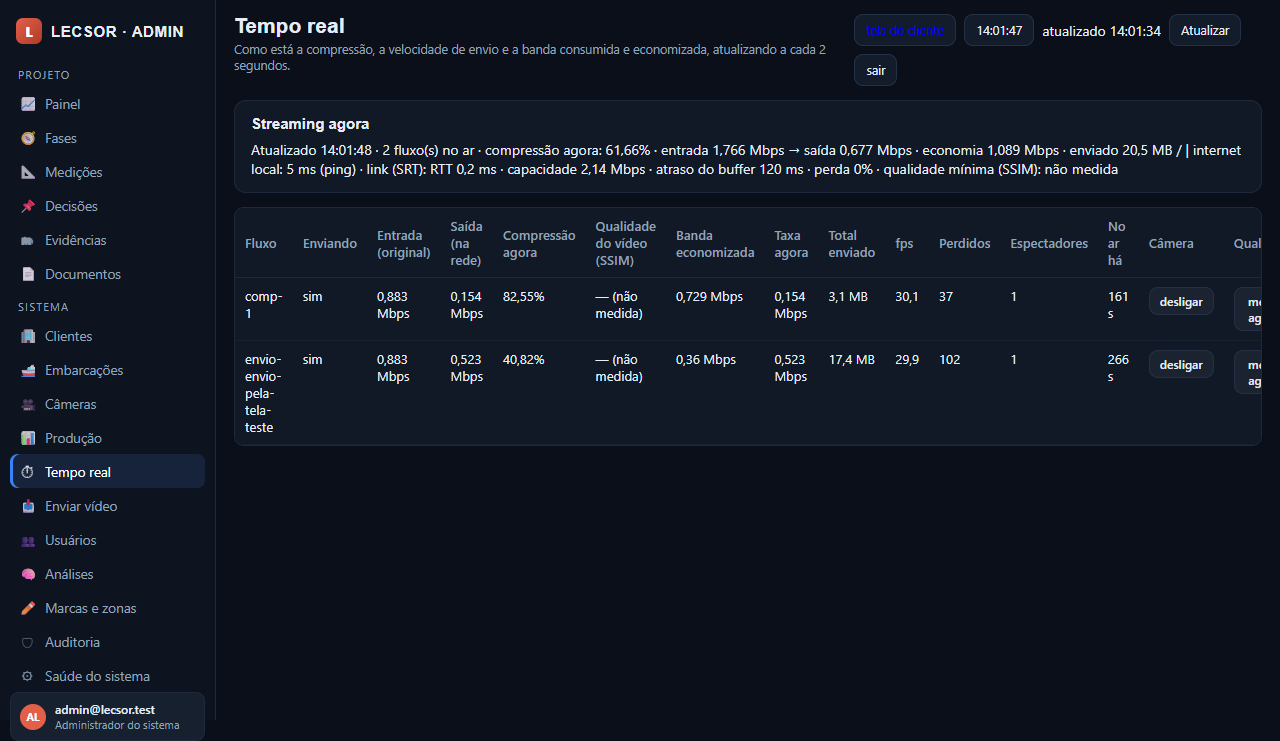 L LECSOR · ADMIN
PROJETO
Painel
Fases
Medições
Decisões
Evidências
Documentos
SISTEMA
Clientes
Embarcações
Câmeras
Produção
Tempo real
Enviar vídeo
Usuários
Análises
Marcas e zonas
Auditoria
Saúde do sistema
AL admin@lecsor.test
Administrador do sistema
Tempo real
Como está a compressão, a velocidade de envio e a banda consumida e economizada, atualizando a cada 2
segundos.
tela do cliente 14:01:47 atualizado 14:01:34 Atualizar
sair
Streaming agora
Atualizado 14:01:48 · 2 fluxo(s) no ar · compressão agora: 61,66% · entrada 1,766 Mbps → saída 0,677 Mbps · economia 1,089 Mbps · enviado 20,5 MB / | internet
local: 5 ms (ping) · link (SRT): RTT 0,2 ms · capacidade 2,14 Mbps · atraso do buffer 120 ms · perda 0% · qualidade mínima (SSIM): não medida
Fluxo Enviando Entrada (original) Saída (na rede) Compressão agora Qualidade do vídeo (SSIM) Banda economizada Taxa agora Total enviado fps Perdidos Espectadores No ar há Câmera Qual
comp-1 sim 0,883 Mbps 0,154 Mbps 82,55% — (não medida) 0,729 Mbps 0,154 Mbps 3,1 MB 30,1 37 1 161 s desligar me ag
envio-envio-pela-tela-teste sim 0,883 Mbps 0,523 Mbps 40,82% — (não medida) 0,36 Mbps 0,523 Mbps 17,4 MB 29,9 102 1 266 s desligar me ag